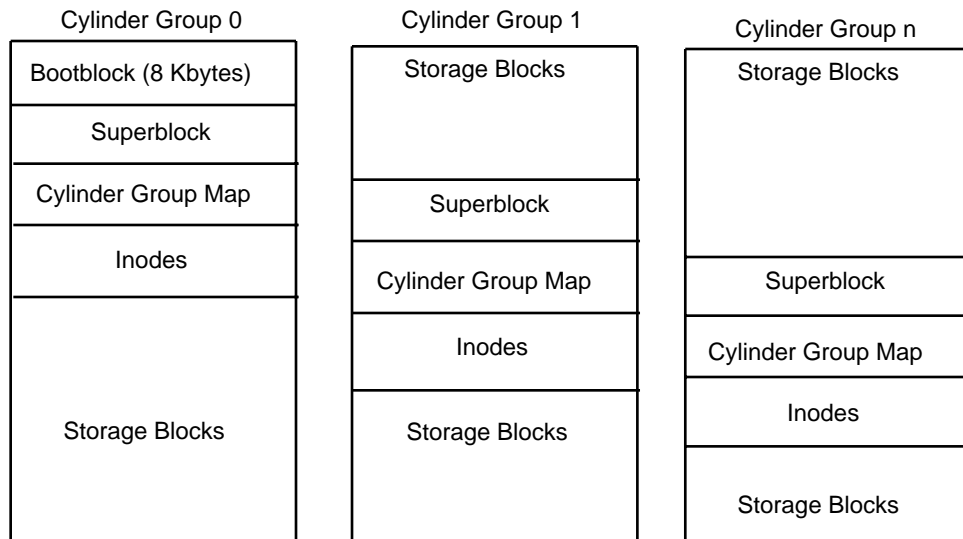 Cylinder Group 0
Bootblock (8 Kbytes)
Superblock
Cylinder Group Map
Inodes
Storage Blocks
Cylinder Group 1
Storage Blocks
Superblock
Cylinder Group Map
Inodes
Storage Blocks
Cylinder Group n
Storage Blocks
Superblock
Cylinder Group Map
Inodes
Storage Blocks